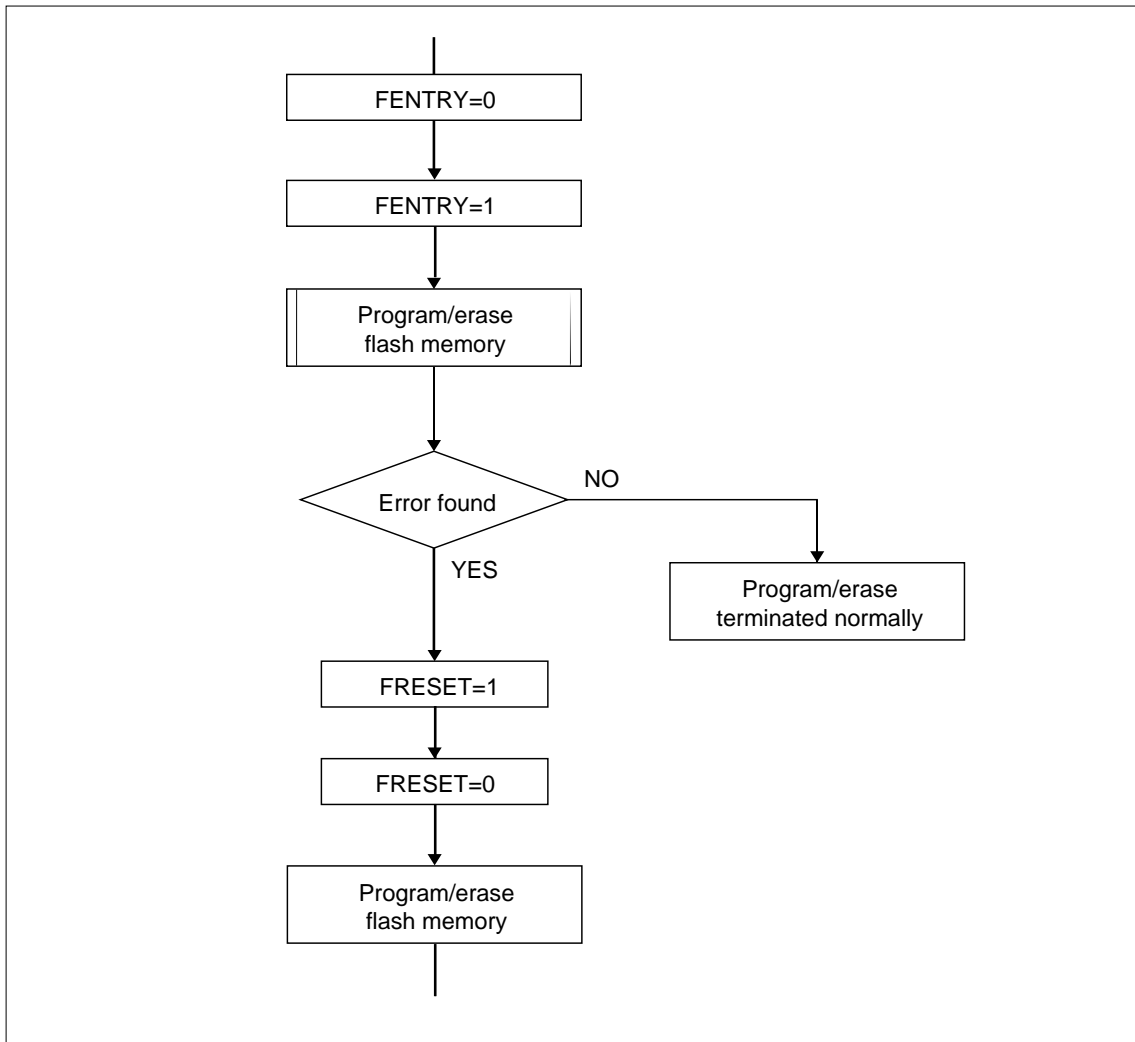 FENTRY=0
FENTRY=1
Program/erase
flash memory
Error found
NO
YES
Program/erase
terminated normally
FRESET=1
FRESET=0
Program/erase
flash memory